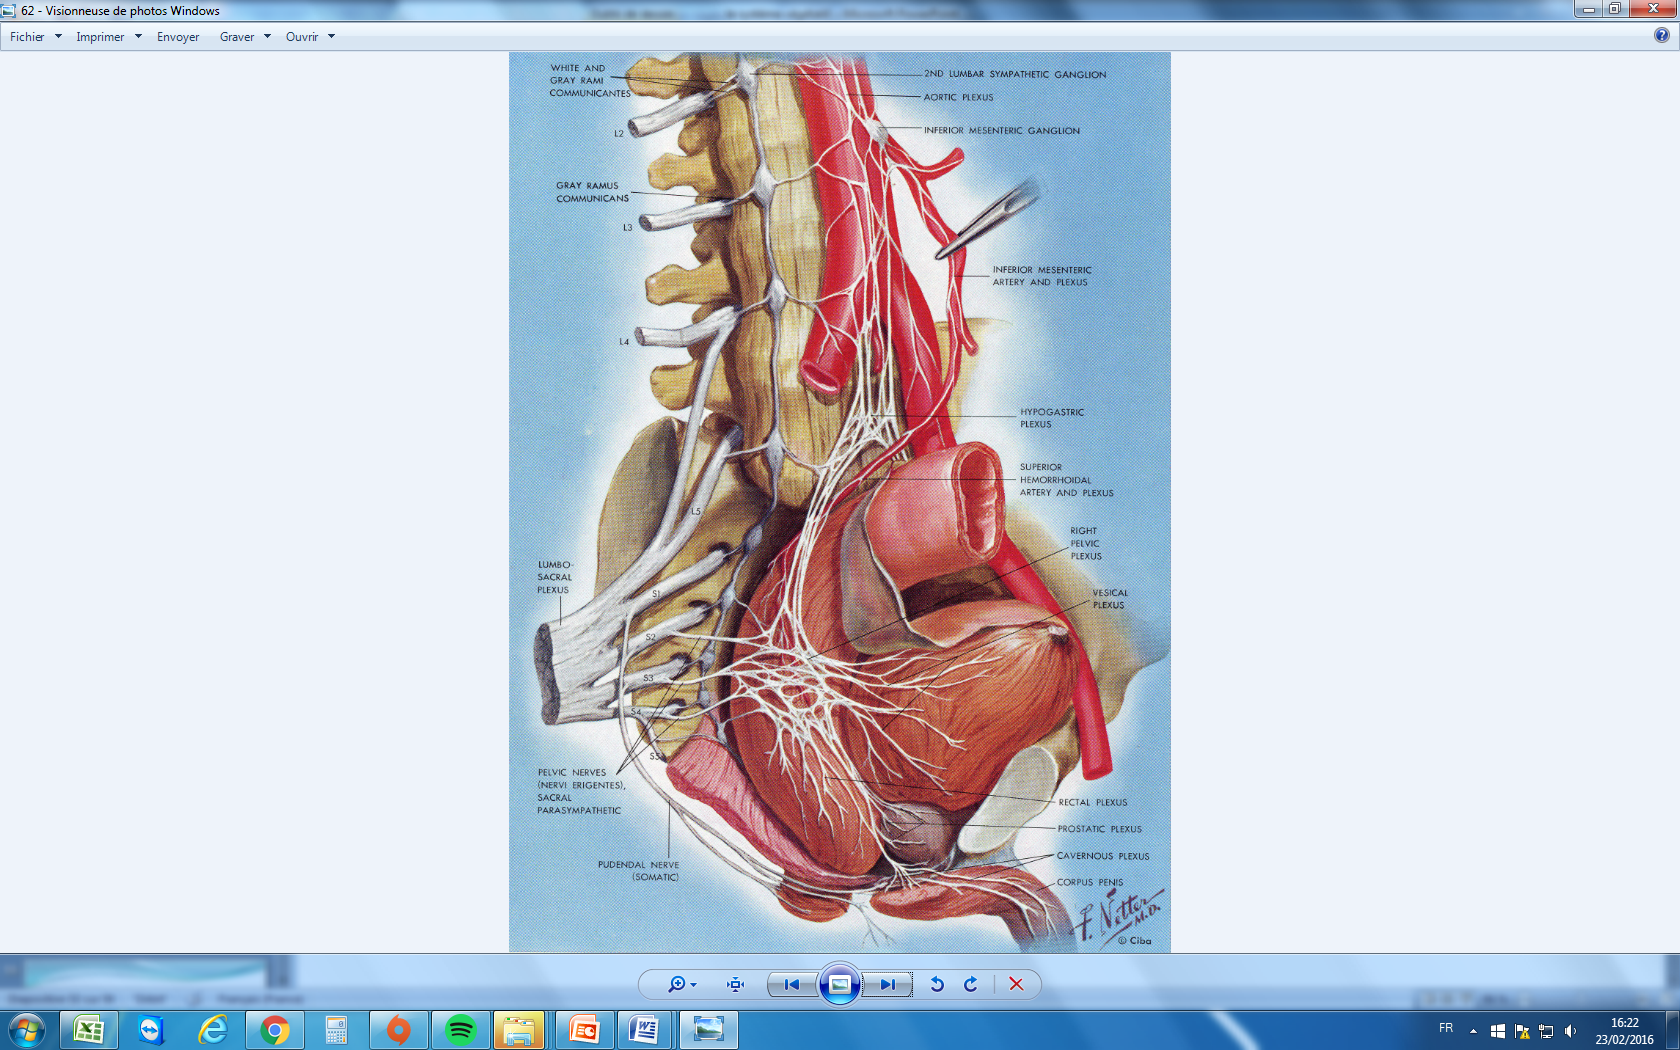 62 - Visionneuse de photos Windows
Fichier Imprimer Envoyer Graver Ouvrir
WHITE AND
GRAY RAMI
COMMUNICANTES
L2
GRAY RAMUS
COMMUNICANS
L3
L4
L5
LUMBO-
SACRAL
PLEXUS
S1
S2
S3
S4
S5
PELVIC NERVES
(NERVI ERIGENTES),
SACRAL
PARASYMPATHETIC
PUDENDAL NERVE
(SOMATIC)
2ND LUMBAR SYMPATHETIC GANGLION
AORTIC PLEXUS
INFERIOR MESENTERIC GANGLION
INFERIOR MESENTERIC
ARTERY AND PLEXUS
HYPOGASTRIC
PLEXUS
SUPERIOR
HEMORRHOIDAL
ARTERY AND PLEXUS
RIGHT
PELVIC
PLEXUS
VESICAL
PLEXUS
RECTAL PLEXUS
PROSTATIC PLEXUS
CAVERNOUS PLEXUS
CORPUS PENIS
F. Netter
M.D.
© Ciba
FR
16:22
23/02/2016